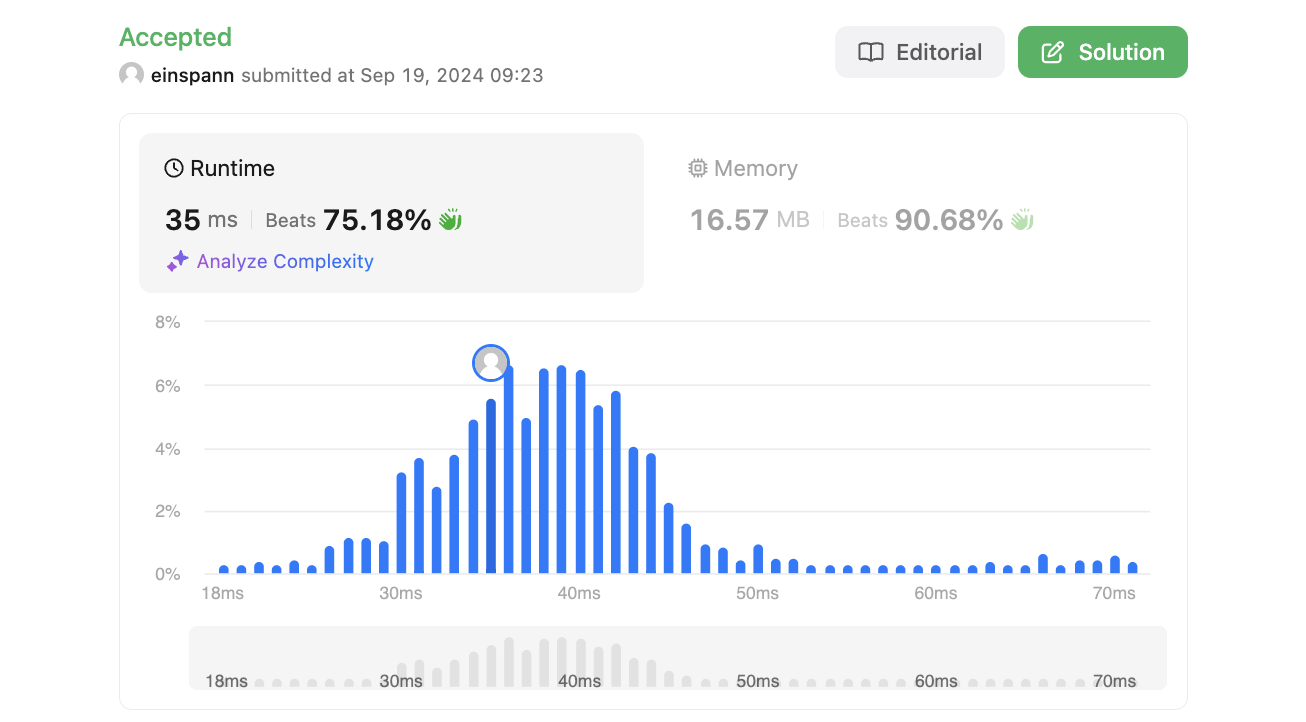 Accepted
einspann submitted at Sep 19, 2024 09:23
Editorial
Solution
Runtime
35 ms Beats 75.18%
Analyze Complexity
Memory
16.57 MB Beats 90.68%
8%
6%
4%
2%
0%
18ms 30ms 40ms 50ms 60ms 70ms
18ms 30ms 40ms 50ms 60ms 70ms